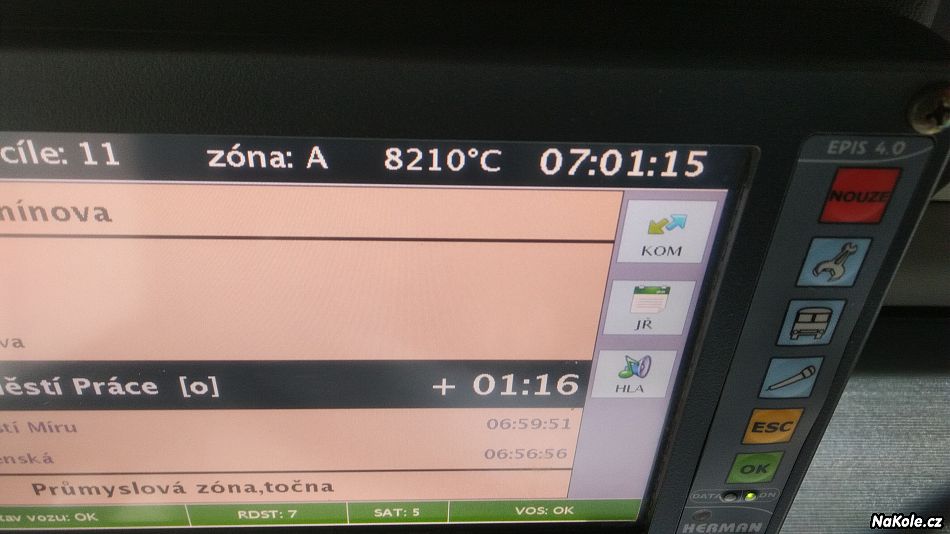 cíle: 11 zóna: A 8210°C 07:01:15
mínova
va
městí Práce [o] + 01:16
stí Míru 06:59:51
enská 06:56:56
Průmyslová zóna,točna
tav vozu: OK RDST: 7 SAT: 5 VOS: OK
KOM
JŘ
HLA
EPIS 4.0
NOUZE
ESC
OK
DATA ON
HERMAN
NaKole.cz